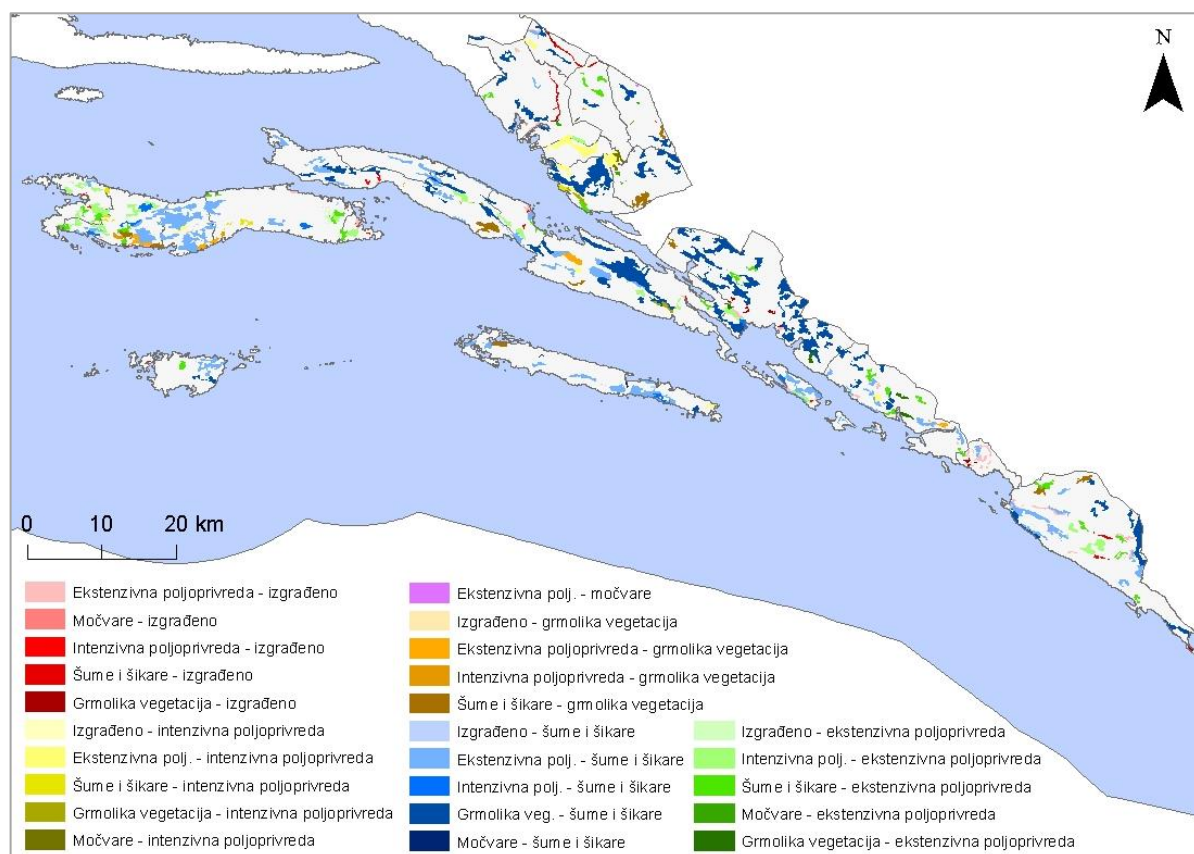 N
0 10 20 km
Ekstenzivna poljoprivreda - izgrađeno
Močvare - izgrađeno
Intenzivna poljoprivreda - izgrađeno
Šume i šikare - izgrađeno
Grmolika vegetacija - izgrađeno
Izgrađeno - intenzivna poljoprivreda
Ekstenzivna polj. - intenzivna poljoprivreda
Šume i šikare - intenzivna poljoprivreda
Grmolika vegetacija - intenzivna poljoprivreda
Močvare - intenzivna poljoprivreda
Ekstenzivna polj. - močvare
Izgrađeno - grmolika vegetacija
Ekstenzivna poljoprivreda - grmolika vegetacija
Intenzivna poljoprivreda - grmolika vegetacija
Šume i šikare - grmolika vegetacija
Izgrađeno - šume i šikare
Ekstenzivna polj. - šume i šikare
Intenzivna polj. - šume i šikare
Grmolika veg. - šume i šikare
Močvare - šume i šikare
Izgrađeno - ekstenzivna poljoprivreda
Intenzivna polj. - ekstenzivna poljoprivreda
Šume i šikare - ekstenzivna poljoprivreda
Močvare - ekstenzivna poljoprivreda
Grmolika vegetacija - ekstenzivna poljoprivreda